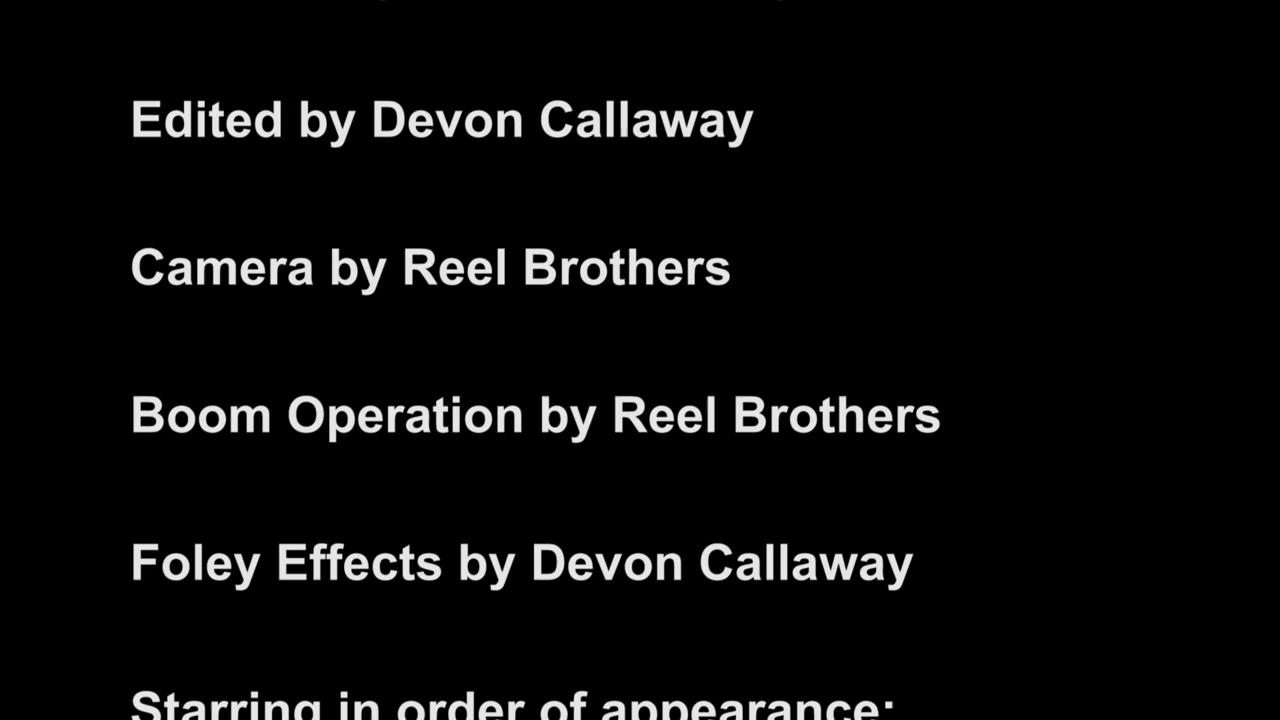 Edited by Devon Callaway
Camera by Reel Brothers
Boom Operation by Reel Brothers
Foley Effects by Devon Callaway
Starring in order of appearance: